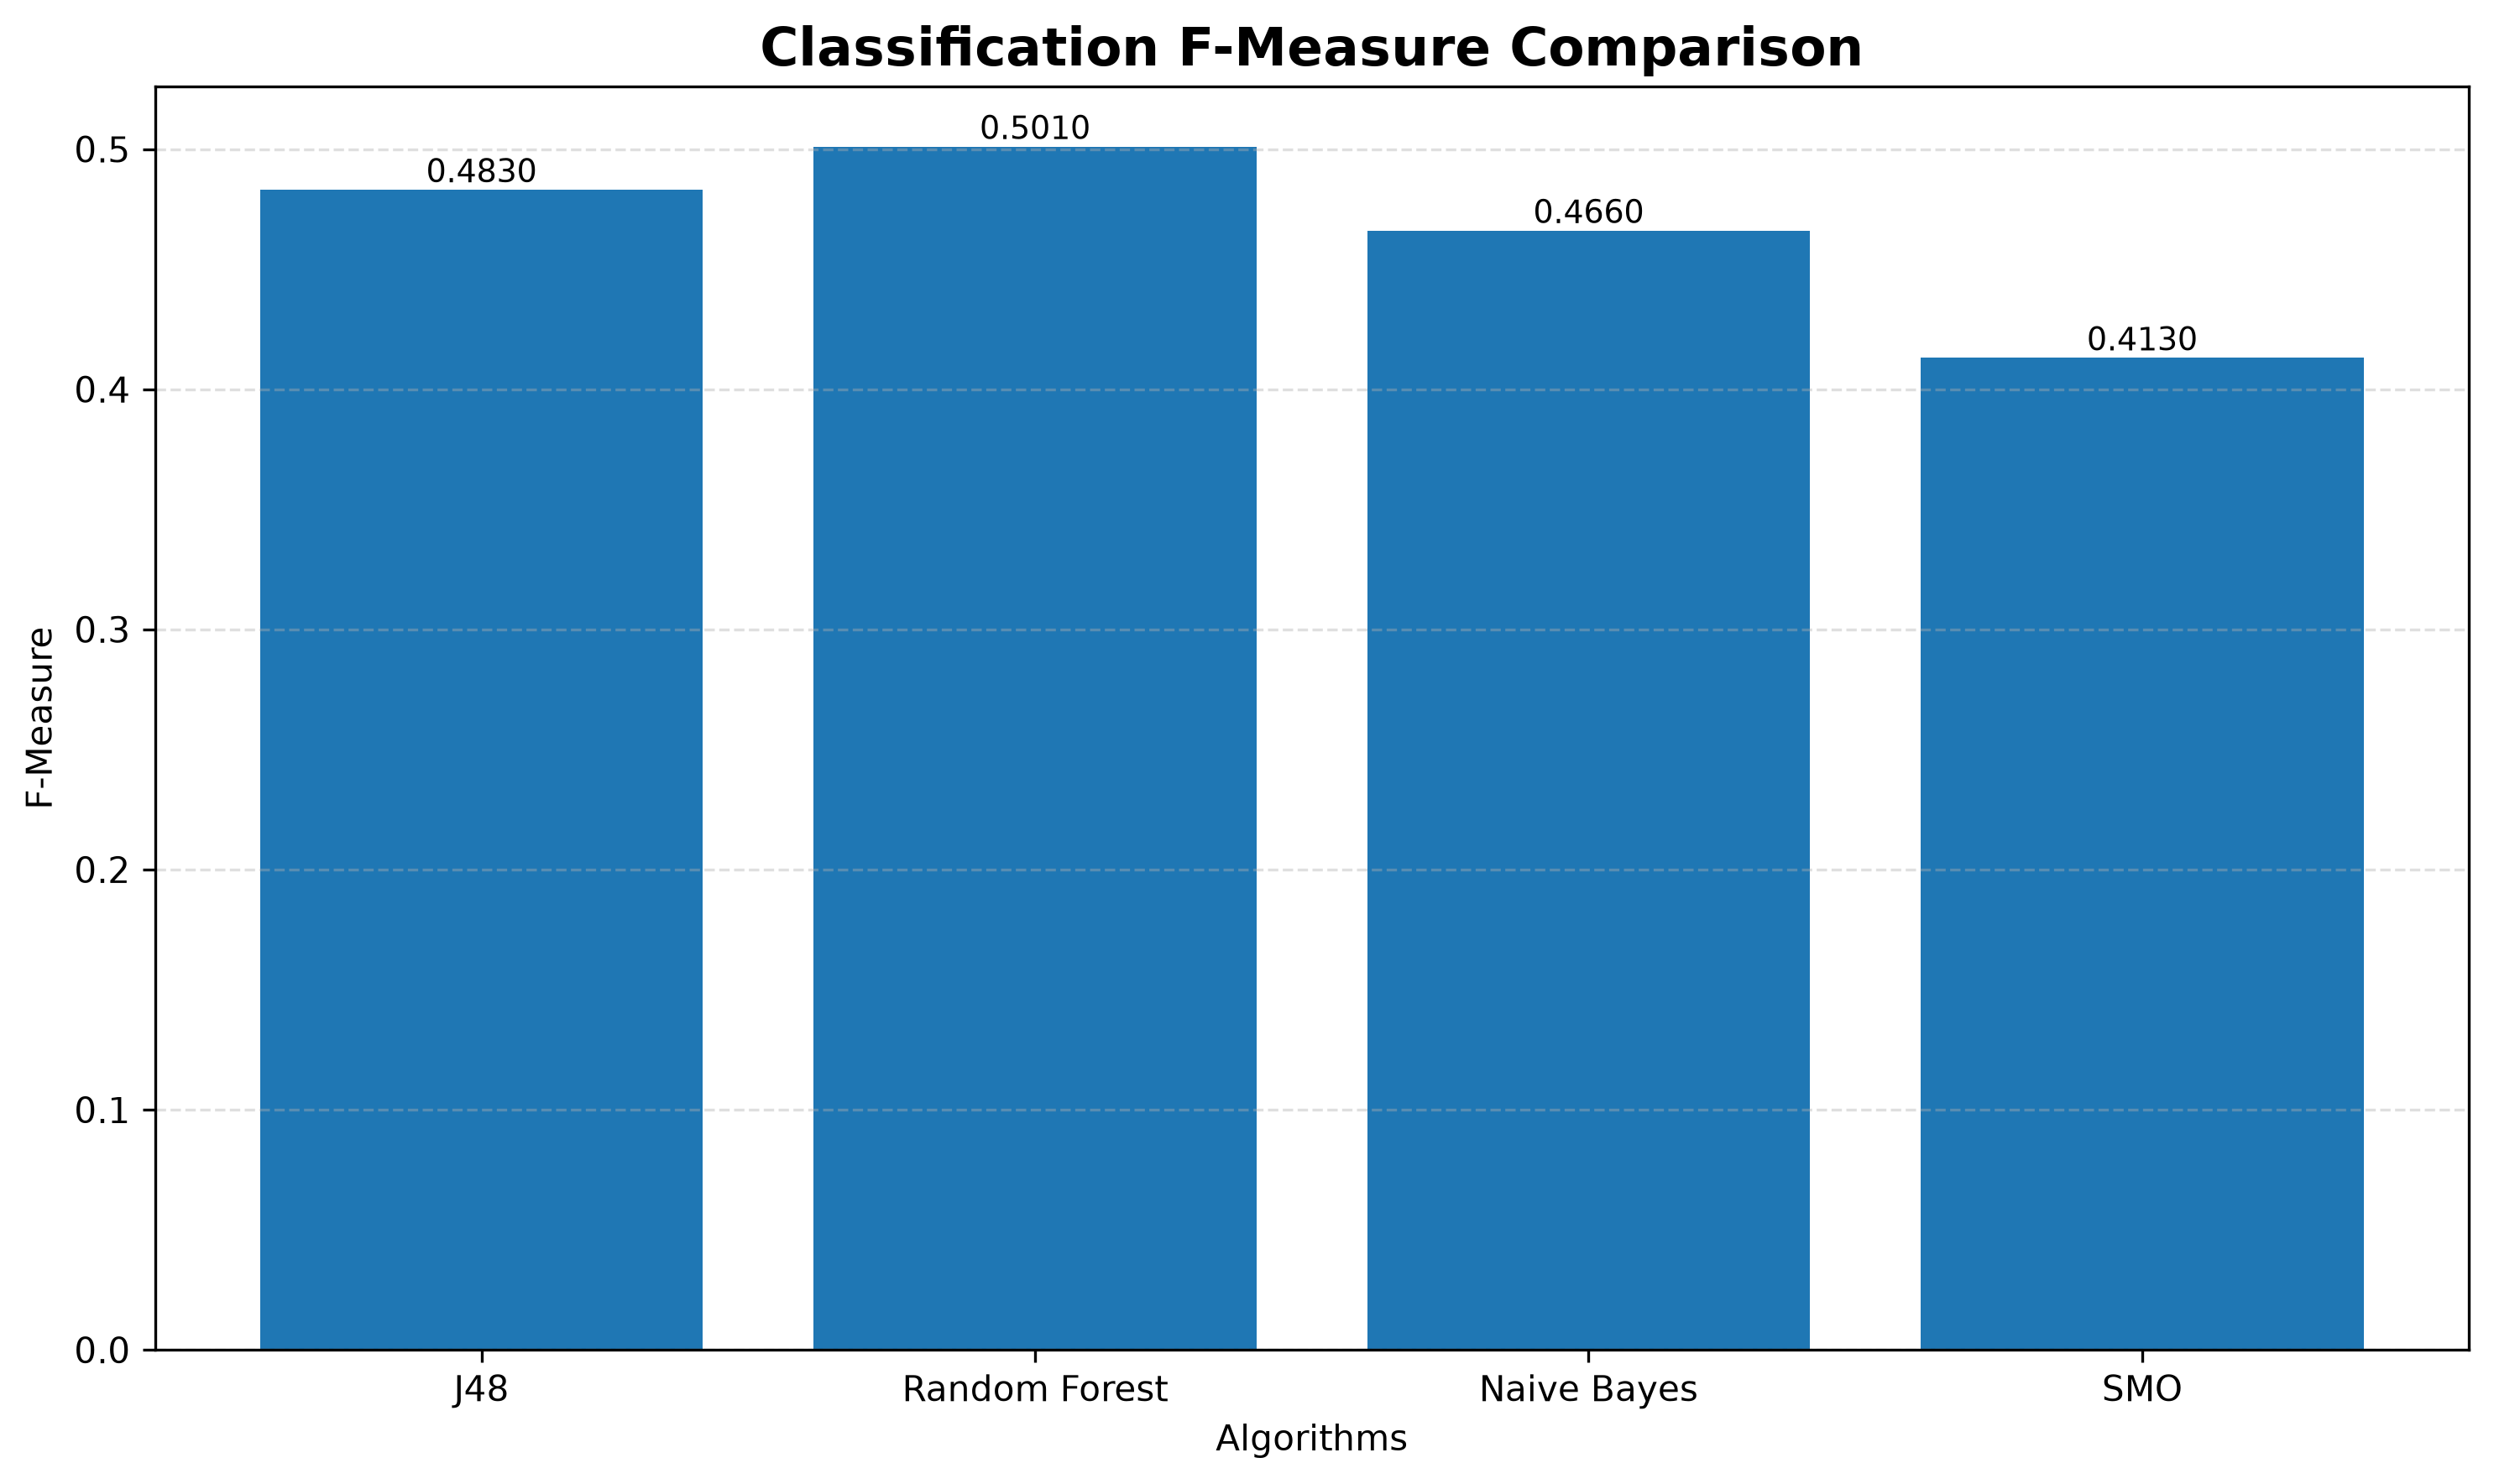 Classification F-Measure Comparison
0.5010
0.4830
0.4660
0.4130
0.5
0.4
0.3
0.2
0.1
0.0
F-Measure
J48
Random Forest
Naive Bayes
SMO
Algorithms